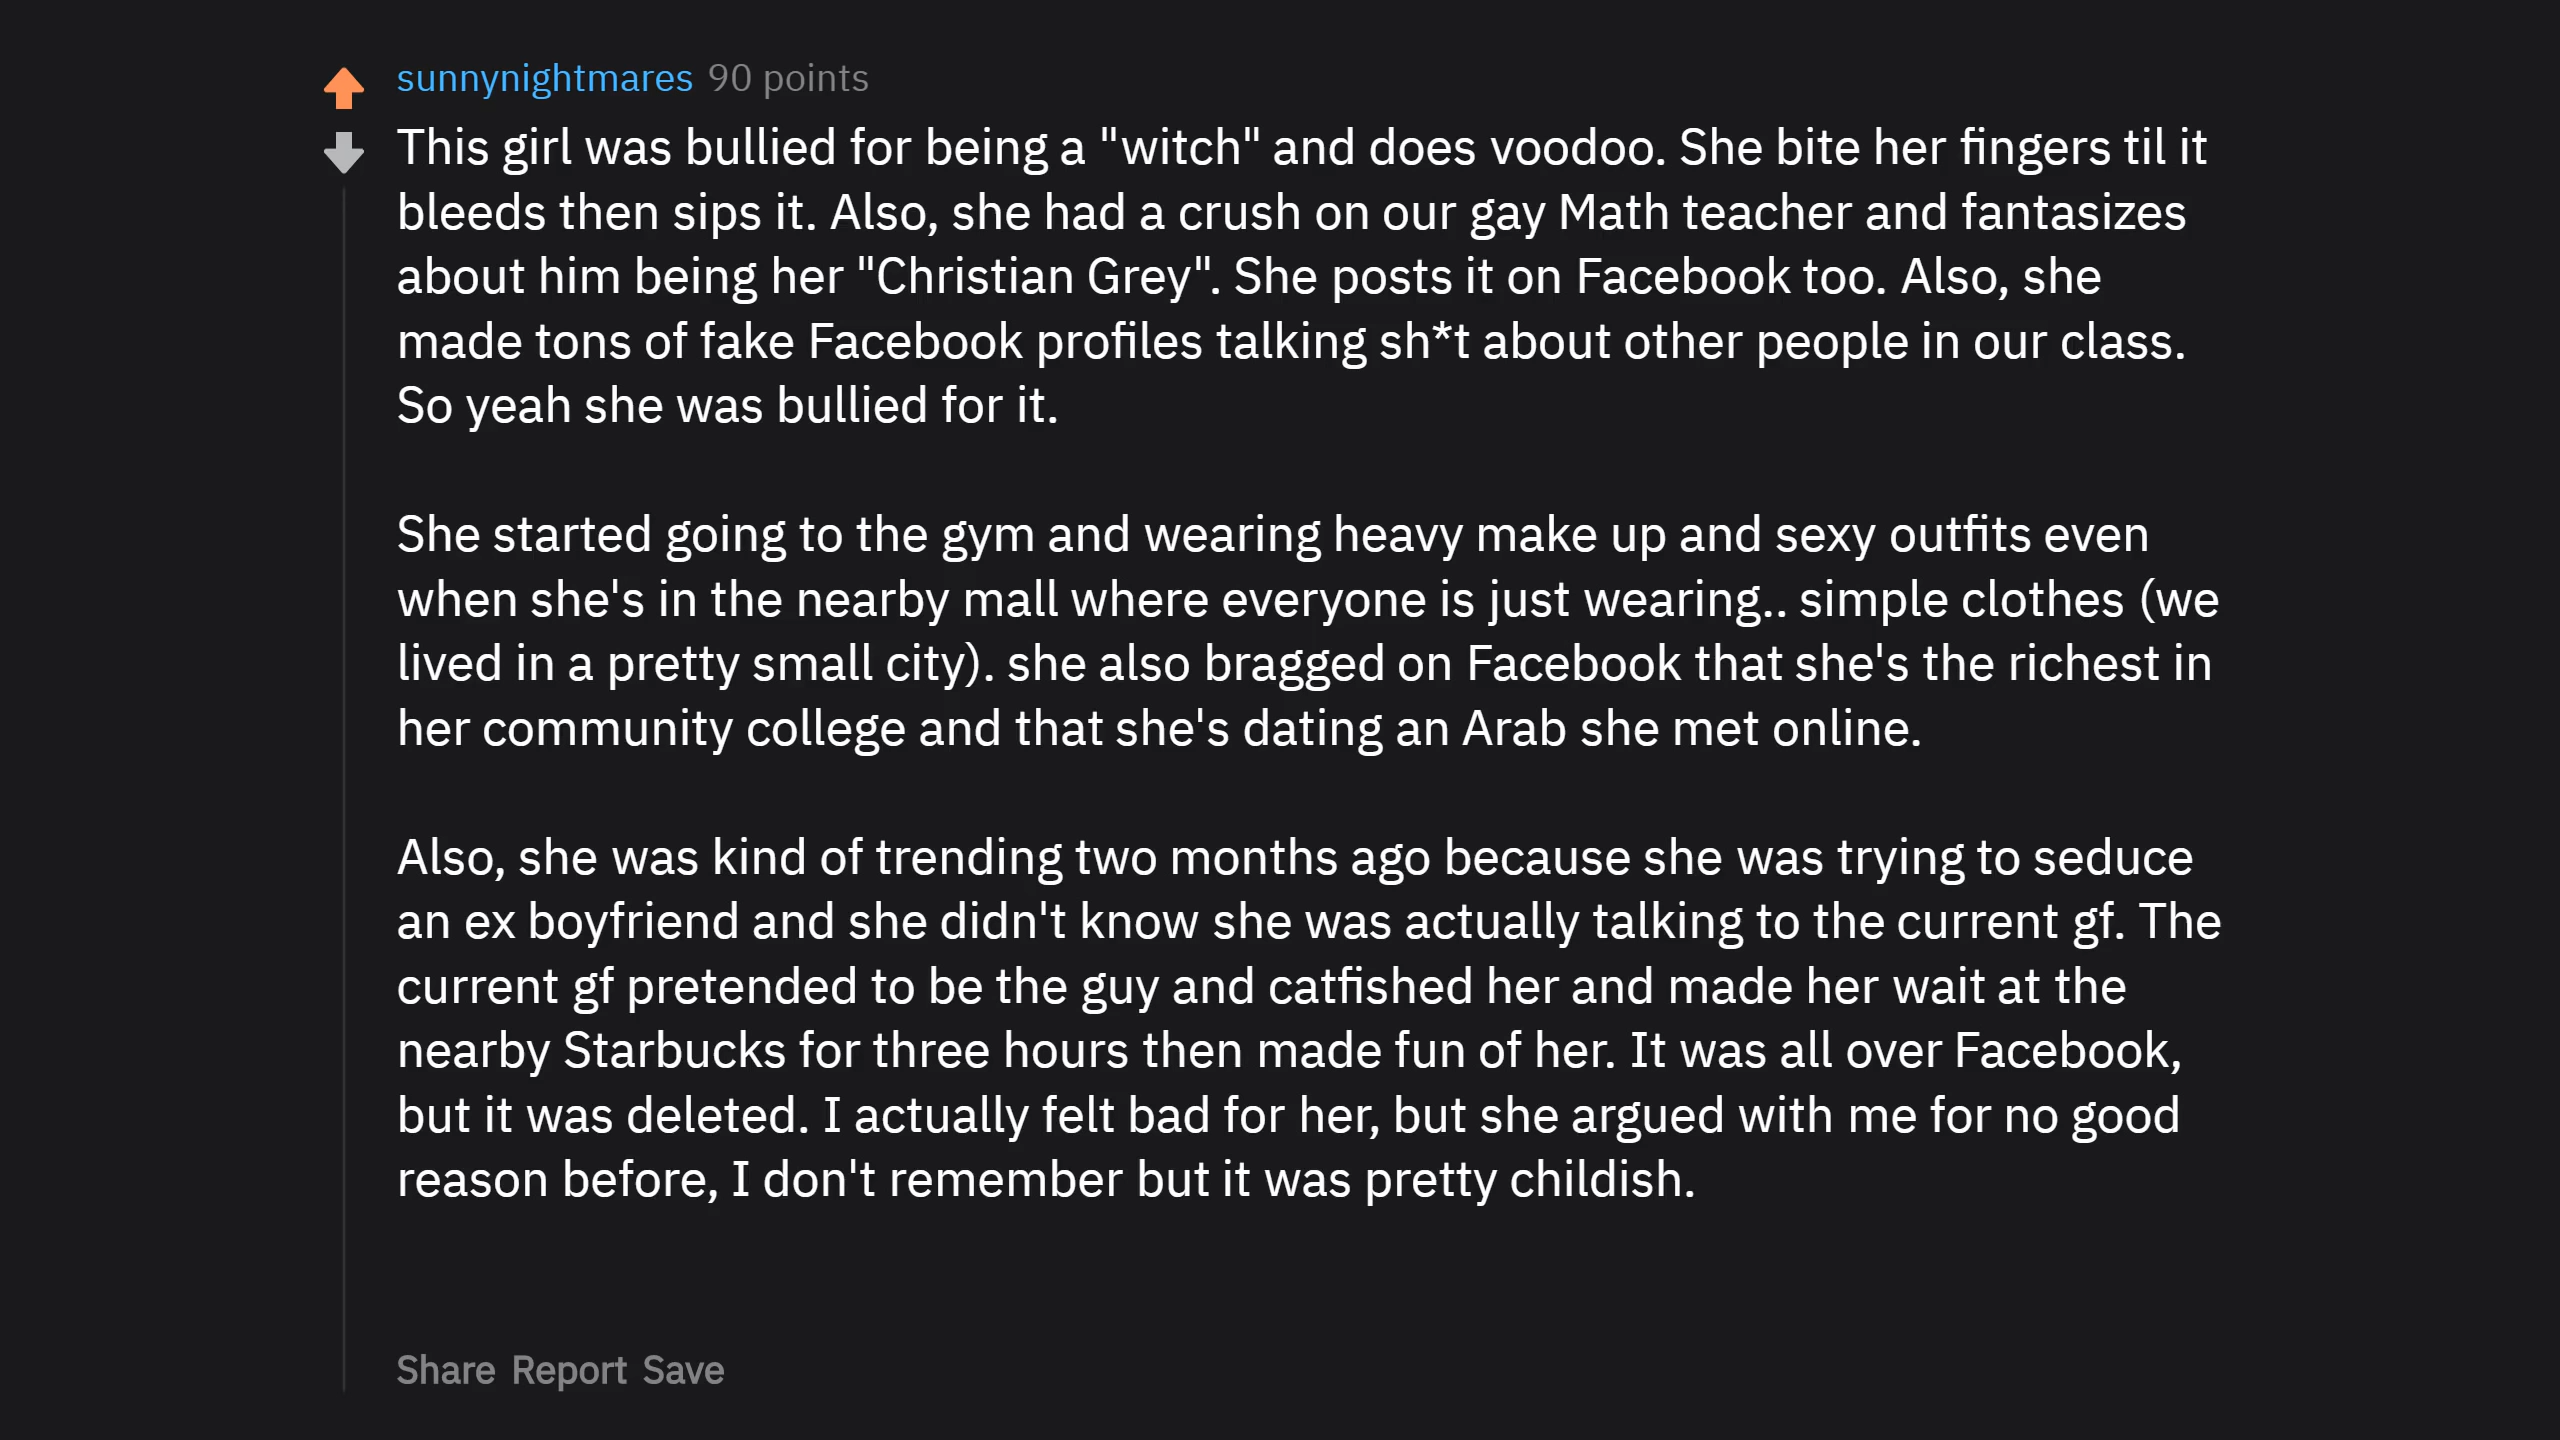 sunnynightmares 90 points
This girl was bullied for being a "witch" and does voodoo. She bite her fingers til it
bleeds then sips it. Also, she had a crush on our gay Math teacher and fantasizes
about him being her "Christian Grey". She posts it on Facebook too. Also, she
made tons of fake Facebook profiles talking sh*t about other people in our class.
So yeah she was bullied for it.
She started going to the gym and wearing heavy make up and sexy outfits even
when she's in the nearby mall where everyone is just wearing.. simple clothes (we
lived in a pretty small city). she also bragged on Facebook that she's the richest in
her community college and that she's dating an Arab she met online.
Also, she was kind of trending two months ago because she was trying to seduce
an ex boyfriend and she didn't know she was actually talking to the current gf. The
current gf pretended to be the guy and catfished her and made her wait at the
nearby Starbucks for three hours then made fun of her. It was all over Facebook,
but it was deleted. I actually felt bad for her, but she argued with me for no good
reason before, I don't remember but it was pretty childish.
Share Report Save